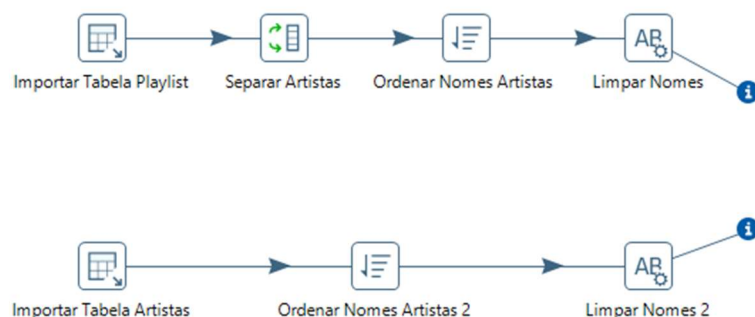 Importar Tabela Playlist
Separar Artistas
Ordenar Nomes Artistas
Limpar Nomes
Importar Tabela Artistas
Ordenar Nomes Artistas 2
Limpar Nomes 2